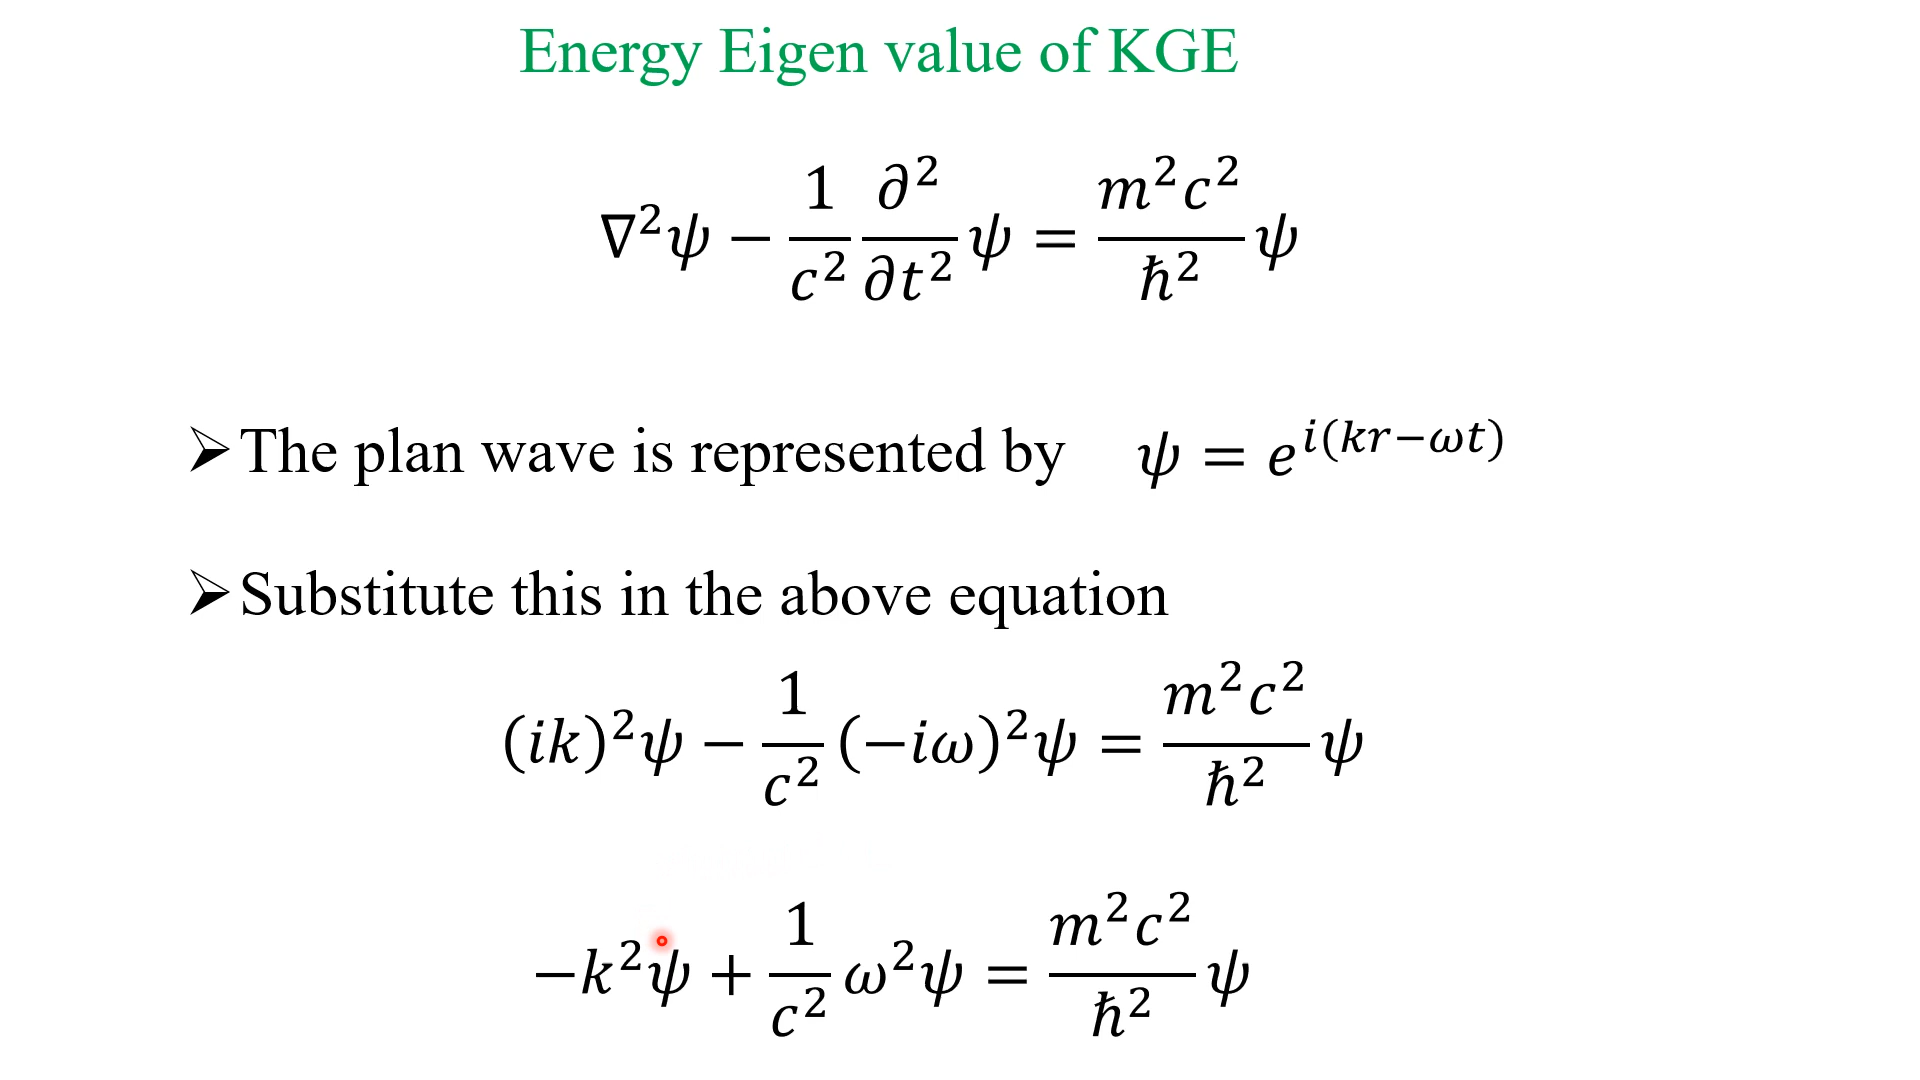 Energy Eigen value of KGE
∇²ψ − 1/c² ∂²/∂t² ψ = m²c²/ħ² ψ
➢The plan wave is represented by ψ = e^{i(kr−ωt)}
➢Substitute this in the above equation
(ik)²ψ − 1/c² (−iω)²ψ = m²c²/ħ² ψ
−k²ψ + 1/c² ω²ψ = m²c²/ħ² ψ